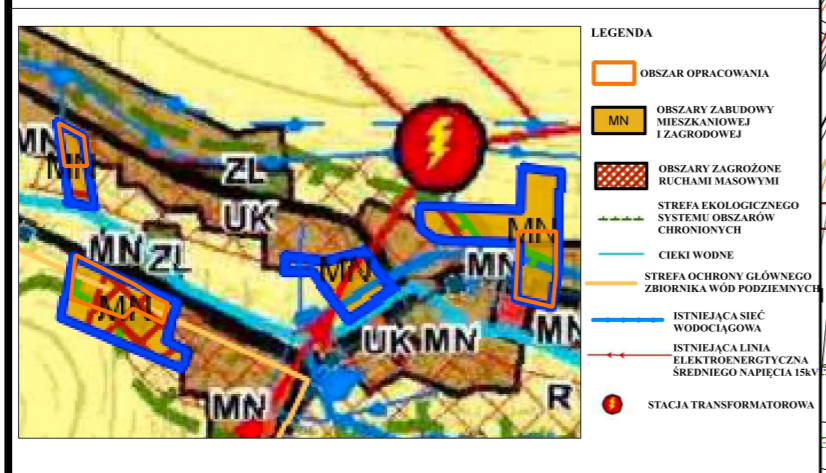 LEGENDA
OBSZAR OPRACOWANIA
MN
OBSZARY ZABUDOWY
MIESZKANIOWEJ
I ZAGRODOWEJ
OBSZARY ZAGROŻONE
RUCHAMI MASOWYMI
STREFA EKOLOGICZNEGO
SYSTEMU OBSZARÓW
CHRONIONYCH
CIEKI WODNE
STREFA OCHRONY GŁÓWNEGO
ZBIORNIKA WÓD PODZIEMNYCH
ISTNIEJĄCA SIEĆ
WODOCIĄGOWA
ISTNIEJĄCA LINIA
ELEKTROENERGTYCZNA
ŚREDNIEGO NAPIĘCIA 15kV
STACJA TRANSFORMATOROWA
MN
MN
ZL
UK
MN
MN
ZL
MN
MN
MN
UK
MN
MN
MN
R